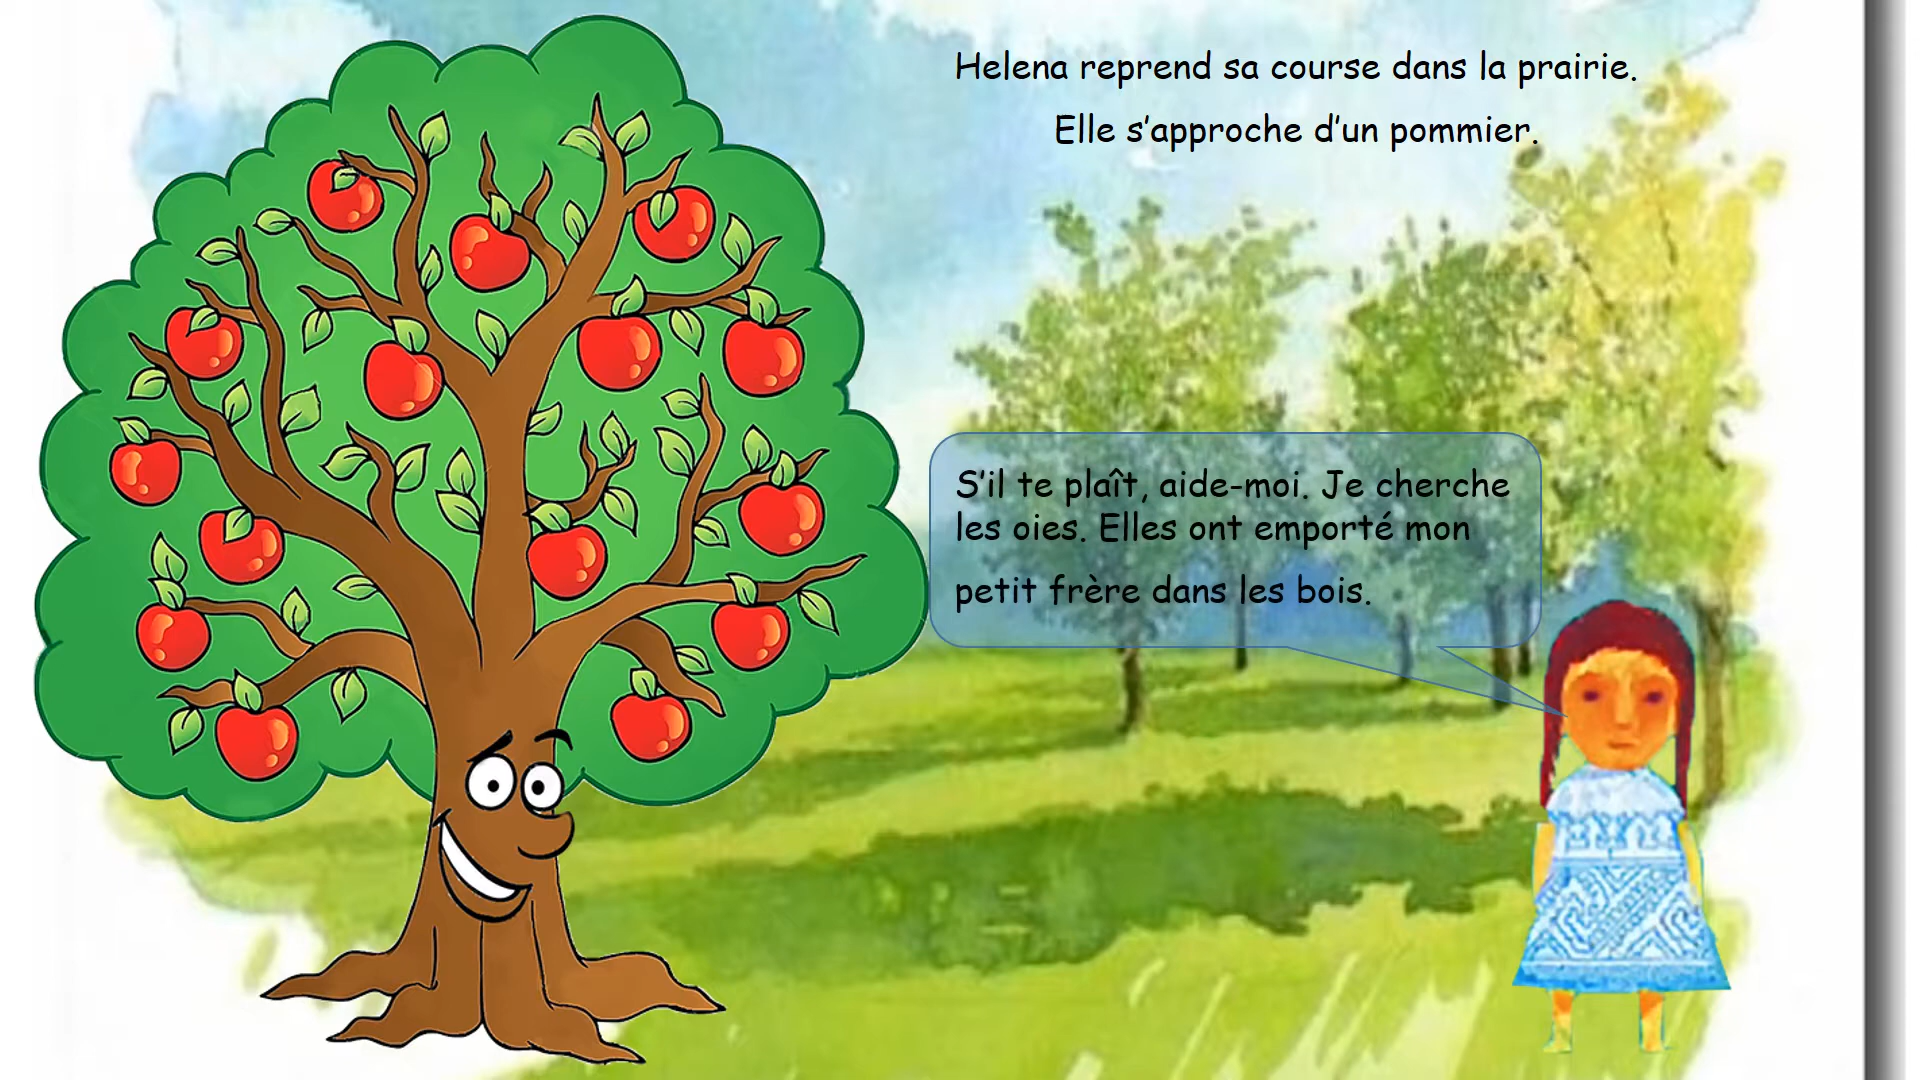 Helena reprend sa course dans la prairie.
Elle s’approche d’un pommier.
S’il te plaît, aide-moi. Je cherche
les oies. Elles ont emporté mon
petit frère dans les bois.